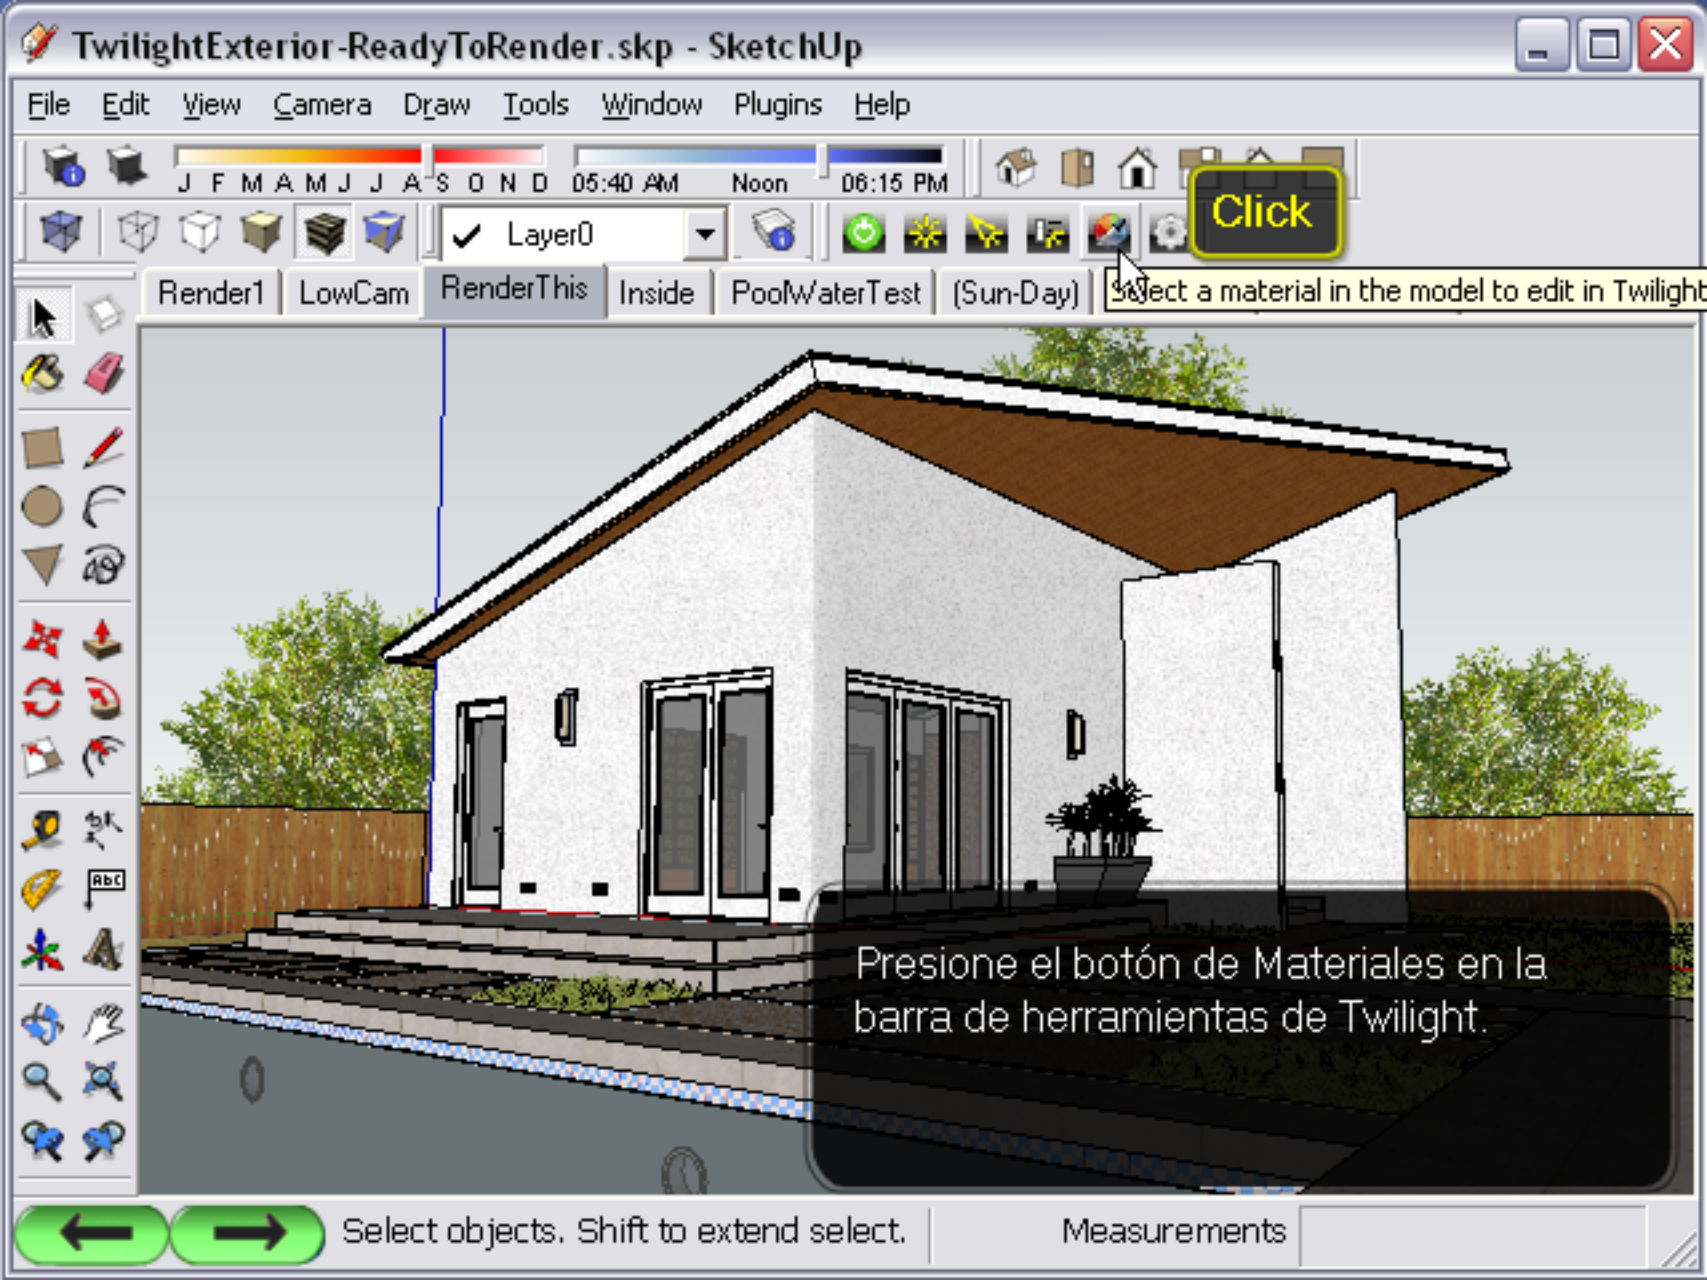 TwilightExterior-ReadyToRender.skp - SketchUp
File Edit View Camera Draw Tools Window Plugins Help
J F M A M J J A S O N D 05:40 AM Noon 06:15 PM
Click
Layer0
Render1 LowCam RenderThis Inside PoolWaterTest (Sun-Day)
Select a material in the model to edit in Twilight
Abc
Presione el botón de Materiales en la
barra de herramientas de Twilight.
Select objects. Shift to extend select. Measurements